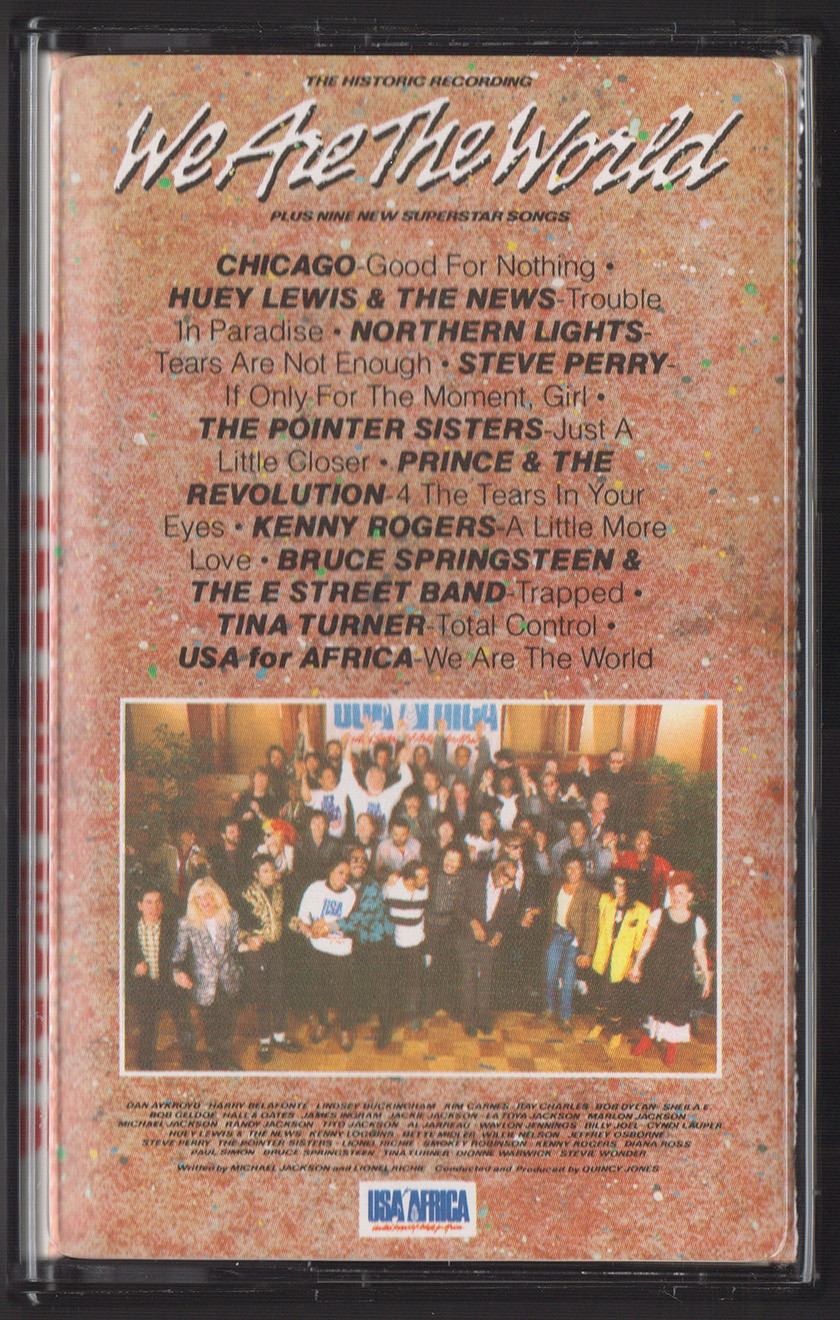 THE HISTORIC RECORDING
We Are The World
PLUS NINE NEW SUPERSTAR SONGS
CHICAGO-Good For Nothing •
HUEY LEWIS & THE NEWS-Trouble
In Paradise • NORTHERN LIGHTS-
Tears Are Not Enough • STEVE PERRY-
If Only For The Moment, Girl •
THE POINTER SISTERS-Just A
Little Closer • PRINCE & THE
REVOLUTION-4 The Tears In Your
Eyes • KENNY ROGERS-A Little More
Love • BRUCE SPRINGSTEEN &
THE E STREET BAND-Trapped •
TINA TURNER-Total Control •
USA for AFRICA-We Are The World
USA AFRICA
USA
DAN AYKROYD HARRY BELAFONTE LINDSEY BUCKINGHAM KIM CARNES RAY CHARLES BOB DYLAN SHEILA E.
BOB GELDOF HALL & OATES JAMES INGRAM JACKIE JACKSON LA TOYA JACKSON MARLON JACKSON
MICHAEL JACKSON RANDY JACKSON TITO JACKSON AL JARREAU WAYLON JENNINGS BILLY JOEL CYNDI LAUPER
HUEY LEWIS & THE NEWS KENNY LOGGINS BETTE MIDLER WILLIE NELSON JEFFREY OSBORNE
STEVE PERRY THE POINTER SISTERS LIONEL RICHIE SMOKEY ROBINSON KENNY ROGERS DIANA ROSS
PAUL SIMON BRUCE SPRINGSTEEN TINA TURNER DIONNE WARWICK STEVIE WONDER
Written by MICHAEL JACKSON and LIONEL RICHIE Conducted and Produced by QUINCY JONES
USA AFRICA